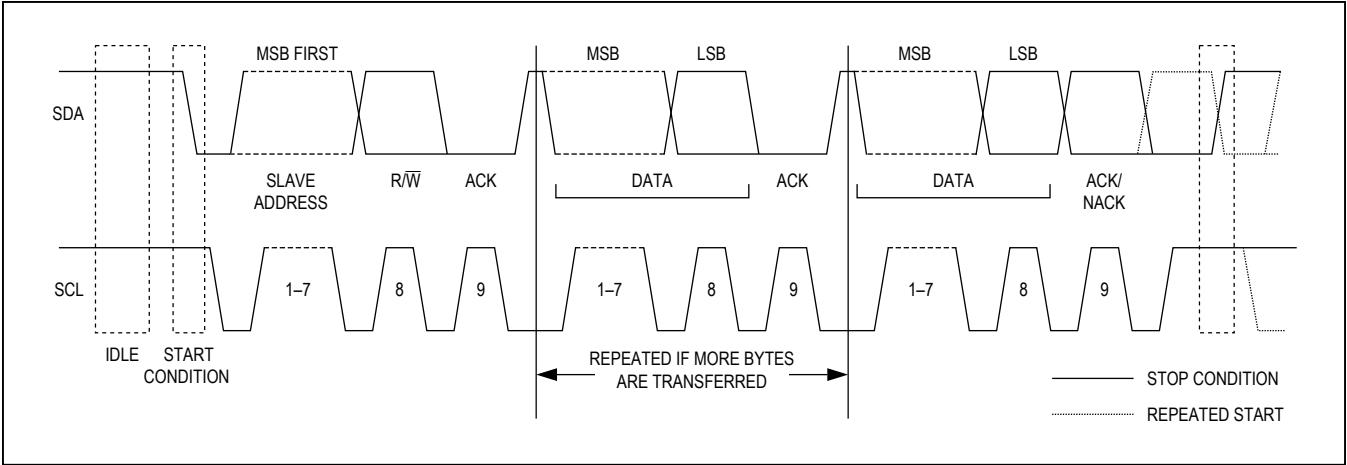 MSB FIRST
MSB
LSB
MSB
LSB
SDA
SLAVE
ADDRESS
R/W̅
ACK
DATA
ACK
DATA
ACK/
NACK
SCL
1–7
8
9
1–7
8
9
1–7
8
9
IDLE
START
CONDITION
REPEATED IF MORE BYTES
ARE TRANSFERRED
STOP CONDITION
REPEATED START